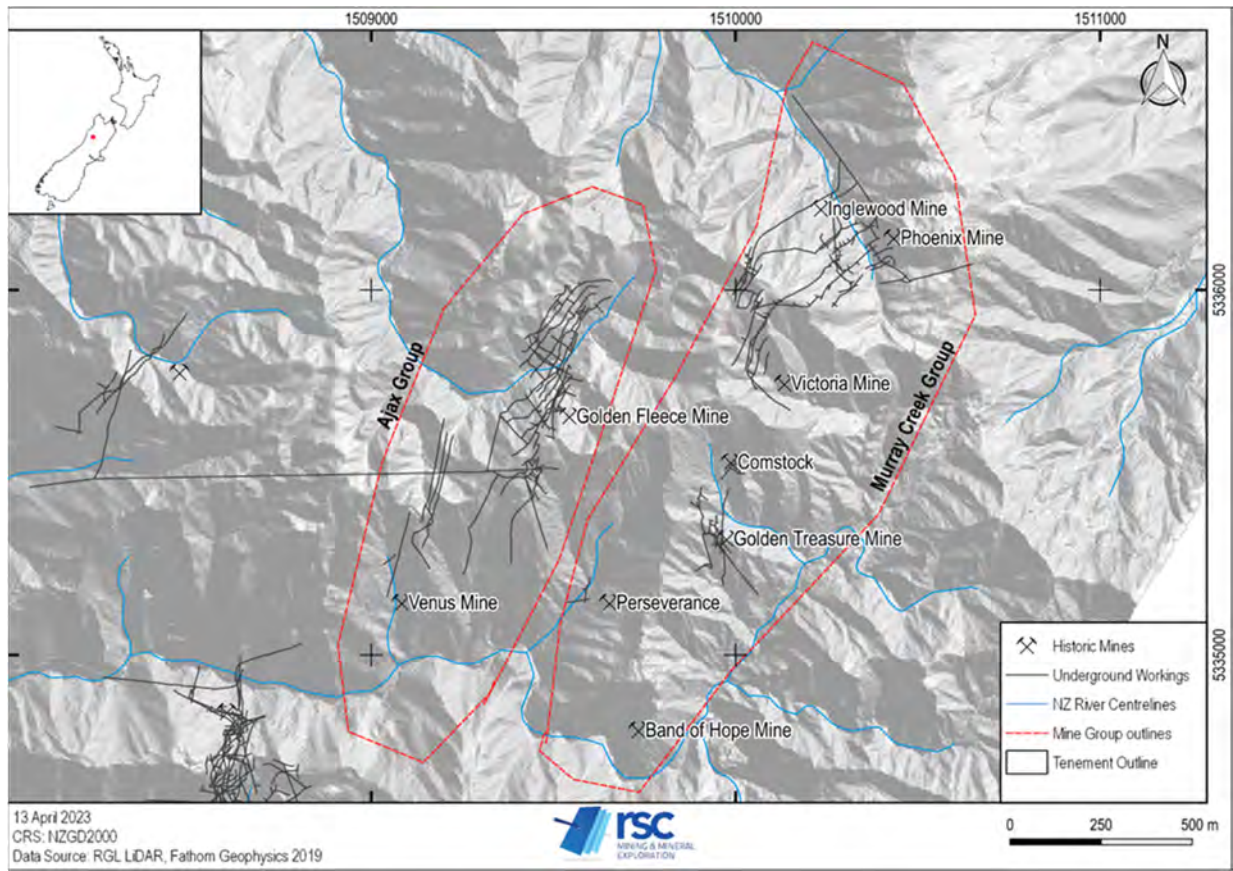 1509000
1510000
1511000
N
Inglewood Mine
Phoenix Mine
5336000
Ajax Group
Murray Creek Group
Victoria Mine
Golden Fleece Mine
Comstock
Golden Treasure Mine
Venus Mine
Perseverance
5335000
Band of Hope Mine
Historic Mines
Underground Workings
NZ River Centrelines
Mine Group outlines
Tenement Outline
13 April 2023
CRS: NZGD2000
Data Source: RGL LiDAR, Fathom Geophysics 2019
rsc
MINING & MINERAL
EXPLORATION
0 250 500 m